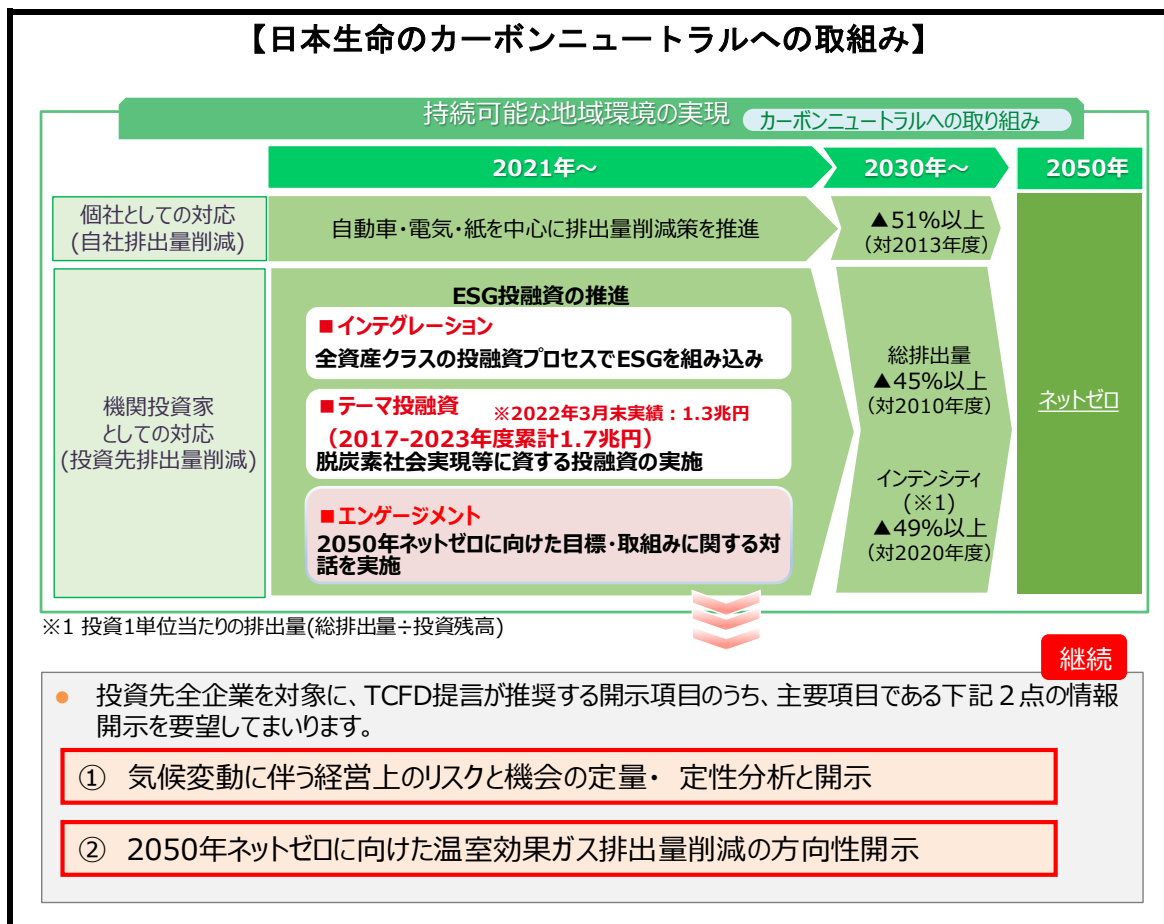 【日本生命のカーボンニュートラルへの取組み】
持続可能な地域環境の実現 カーボンニュートラルへの取り組み
2021年～
2030年～
2050年
個社としての対応
(自社排出量削減)
自動車・電気・紙を中心に排出量削減策を推進
▲51%以上
(対2013年度)
機関投資家
としての対応
(投資先排出量削減)
ESG投融資の推進
■インテグレーション
全資産クラスの投融資プロセスでESGを組み込み
■テーマ投融資 ※2022年3月末実績：1.3兆円
（2017-2023年度累計1.7兆円）
脱炭素社会実現等に資する投融資の実施
■エンゲージメント
2050年ネットゼロに向けた目標・取組みに関する対
話を実施
総排出量
▲45%以上
(対2010年度)
インテンシティ
(※1)
▲49%以上
(対2020年度)
ネットゼロ
※1 投資1単位当たりの排出量(総排出量÷投資残高)
継続
● 投資先全企業を対象に、TCFD提言が推奨する開示項目のうち、主要項目である下記２点の情報
開示を要望してまいります。
① 気候変動に伴う経営上のリスクと機会の定量・ 定性分析と開示
② 2050年ネットゼロに向けた温室効果ガス排出量削減の方向性開示